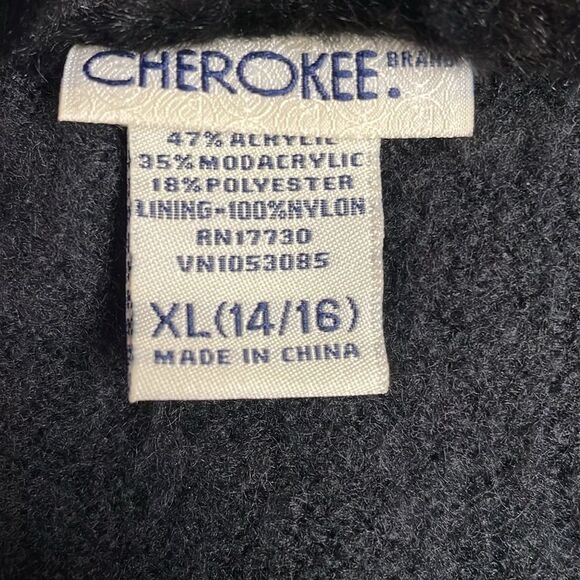 CHEROKEE. BRAND
47% ACRYLIC
35% MODACRYLIC
18% POLYESTER
LINING-100% NYLON
RN17730
VN1053085
XL(14/16)
MADE IN CHINA